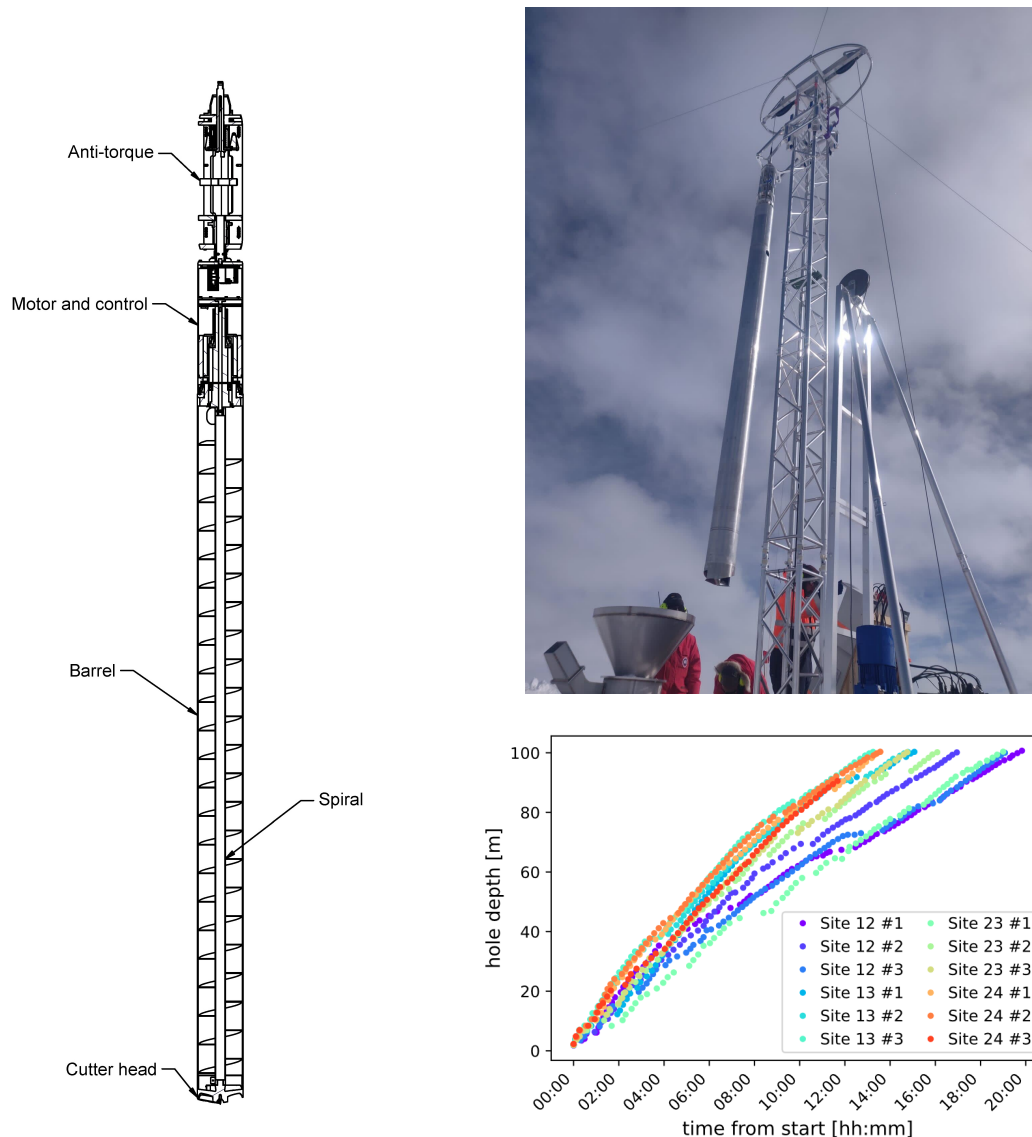 Anti-torque
Motor and control
Barrel
Spiral
Cutter head
100
80
60
40
20
0
hole depth [m]
Site 12 #1
Site 12 #2
Site 12 #3
Site 13 #1
Site 13 #2
Site 13 #3
Site 23 #1
Site 23 #2
Site 23 #3
Site 24 #1
Site 24 #2
Site 24 #3
00:00
02:00
04:00
06:00
08:00
10:00
12:00
14:00
16:00
18:00
20:00
time from start [hh:mm]